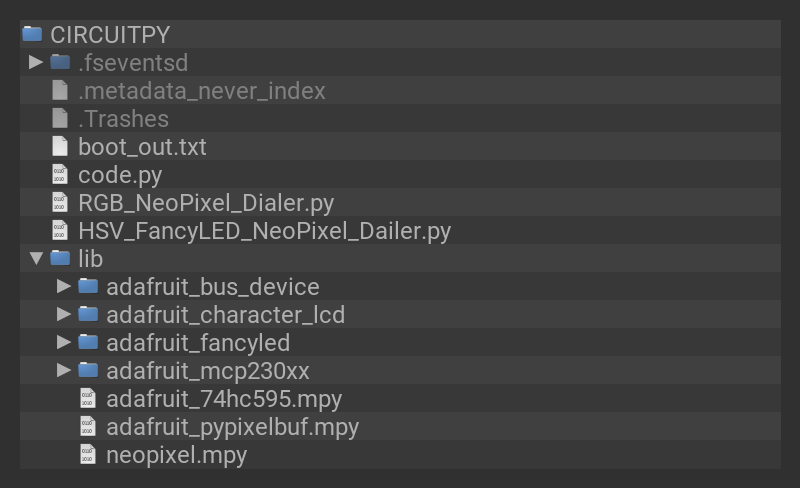 CIRCUITPY
.fseventsd
.metadata_never_index
.Trashes
boot_out.txt
code.py
RGB_NeoPixel_Dialer.py
HSV_FancyLED_NeoPixel_Dailer.py
lib
adafruit_bus_device
adafruit_character_lcd
adafruit_fancyled
adafruit_mcp230xx
adafruit_74hc595.mpy
adafruit_pypixelbuf.mpy
neopixel.mpy